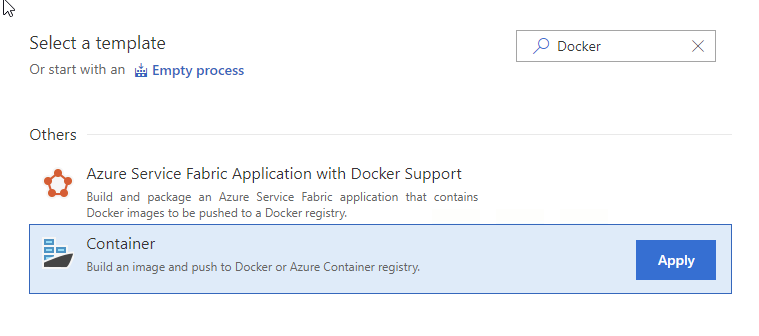 Select a template
Docker
Or start with an Empty process
Others
Azure Service Fabric Application with Docker Support
Build and package an Azure Service Fabric application that contains
Docker images to be pushed to a Docker registry.
Container
Build an image and push to Docker or Azure Container registry.
Apply